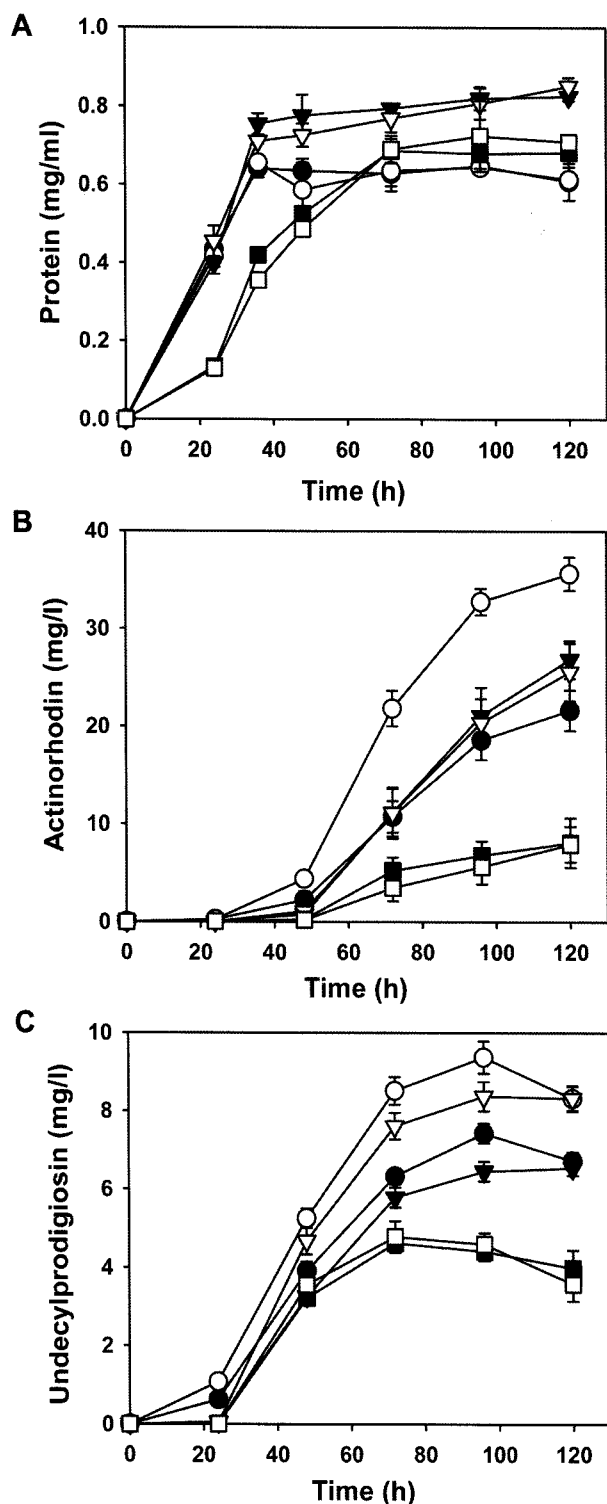 A
Protein (mg/ml)
1.0
0.8
0.6
0.4
0.2
0.0
0 20 40 60 80 100 120
Time (h)
B
Actinorhodin (mg/l)
40
30
20
10
0
0 20 40 60 80 100 120
Time (h)
C
Undecylprodigiosin (mg/l)
10
8
6
4
2
0
0 20 40 60 80 100 120
Time (h)